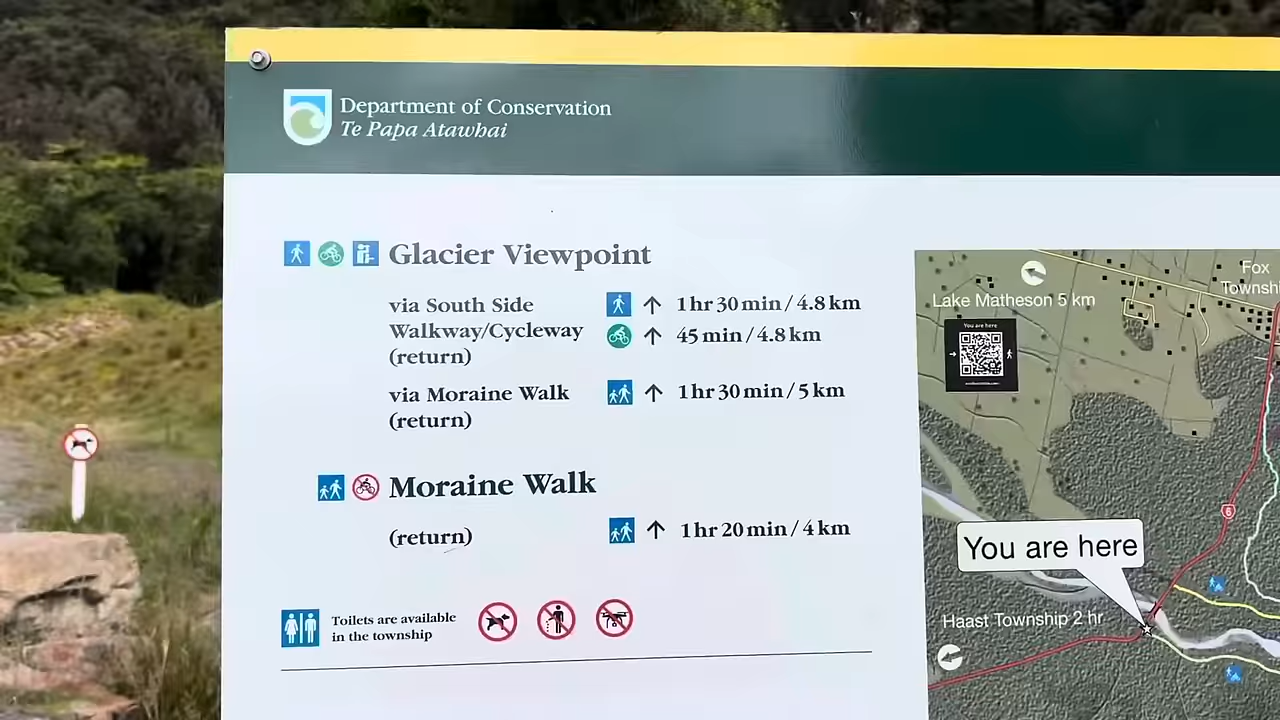 Department of Conservation
Te Papa Atawhai
Glacier Viewpoint
via South Side
Walkway/Cycleway
(return)
1 hr 30 min / 4.8 km
45 min / 4.8 km
via Moraine Walk
(return)
1 hr 30 min / 5 km
Moraine Walk
(return)
1 hr 20 min / 4 km
Toilets are available
in the township
Fox
Townshi
Lake Matheson 5 km
You are here
6
You are here
Haast Township 2 hr